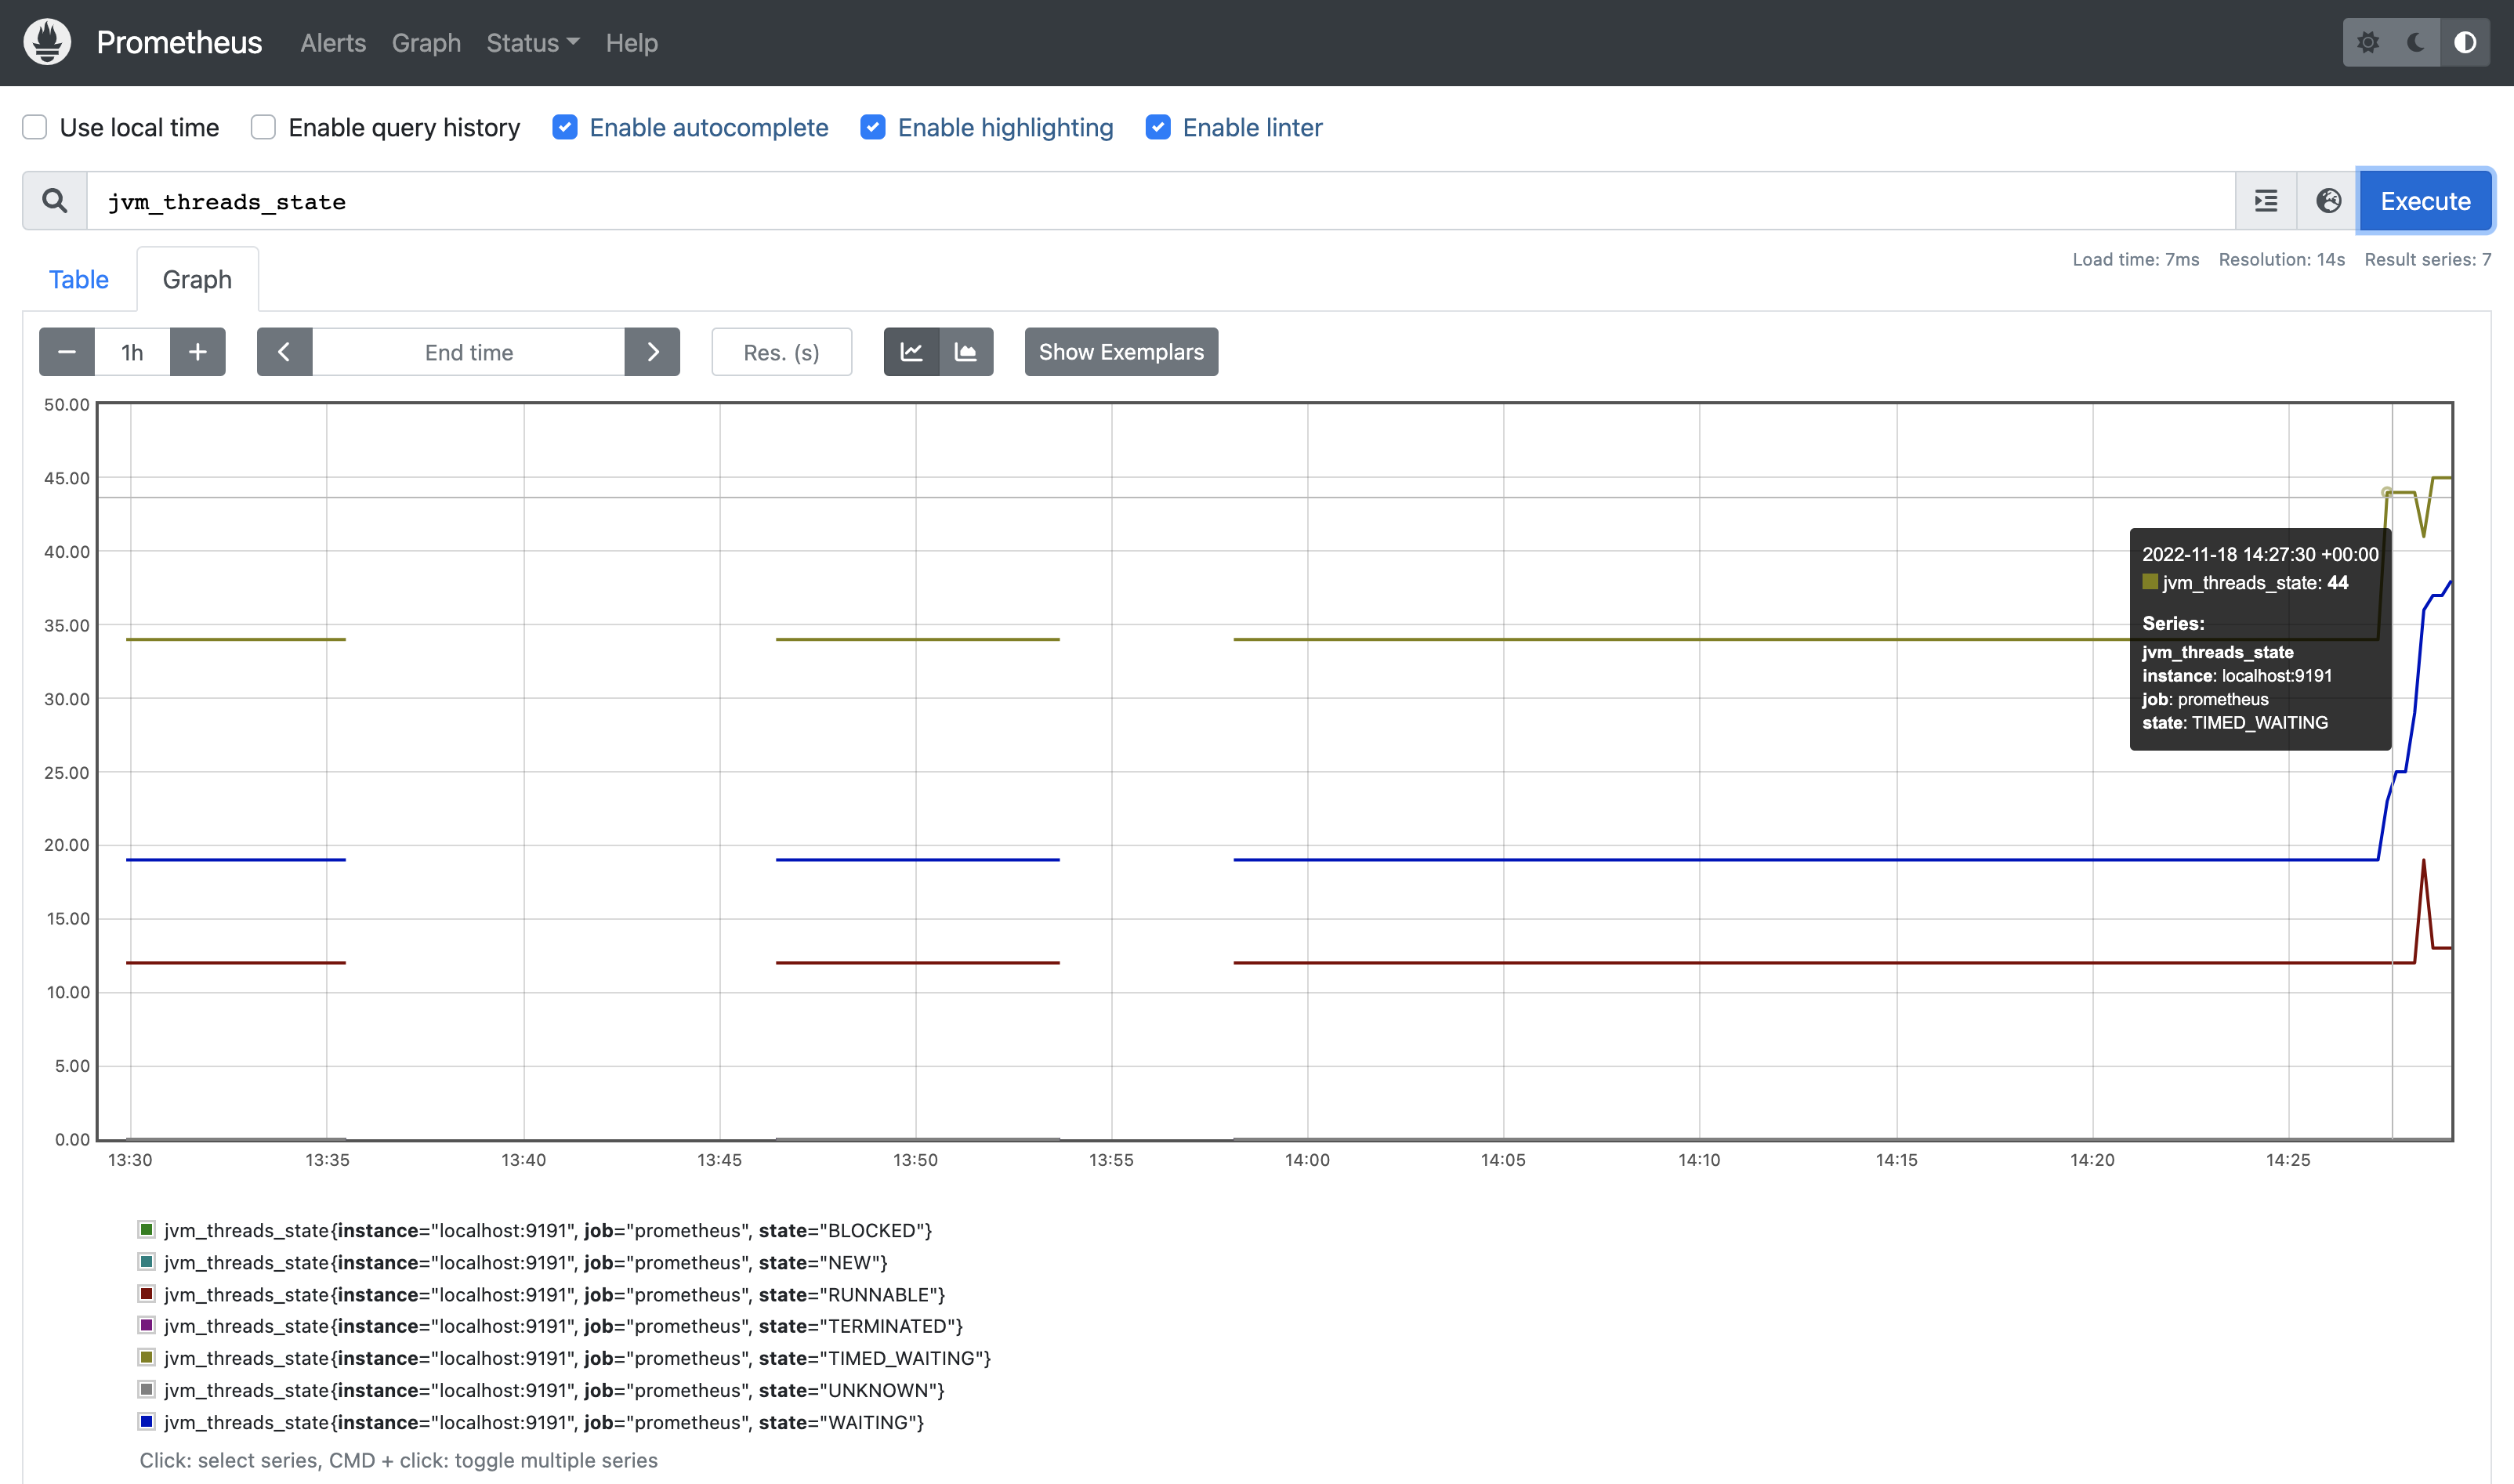 Prometheus Alerts Graph Status Help
Use local time Enable query history Enable autocomplete Enable highlighting Enable linter
jvm_threads_state Execute
Table Graph Load time: 7ms Resolution: 14s Result series: 7
1h End time Res. (s) Show Exemplars
50.00
45.00
40.00
35.00
30.00
25.00
20.00
15.00
10.00
5.00
0.00
2022-11-18 14:27:30 +00:00
jvm_threads_state: 44
Series:
jvm_threads_state
instance: localhost:9191
job: prometheus
state: TIMED_WAITING
13:30 13:35 13:40 13:45 13:50 13:55 14:00 14:05 14:10 14:15 14:20 14:25
jvm_threads_state{instance="localhost:9191", job="prometheus", state="BLOCKED"}
jvm_threads_state{instance="localhost:9191", job="prometheus", state="NEW"}
jvm_threads_state{instance="localhost:9191", job="prometheus", state="RUNNABLE"}
jvm_threads_state{instance="localhost:9191", job="prometheus", state="TERMINATED"}
jvm_threads_state{instance="localhost:9191", job="prometheus", state="TIMED_WAITING"}
jvm_threads_state{instance="localhost:9191", job="prometheus", state="UNKNOWN"}
jvm_threads_state{instance="localhost:9191", job="prometheus", state="WAITING"}
Click: select series, CMD + click: toggle multiple series